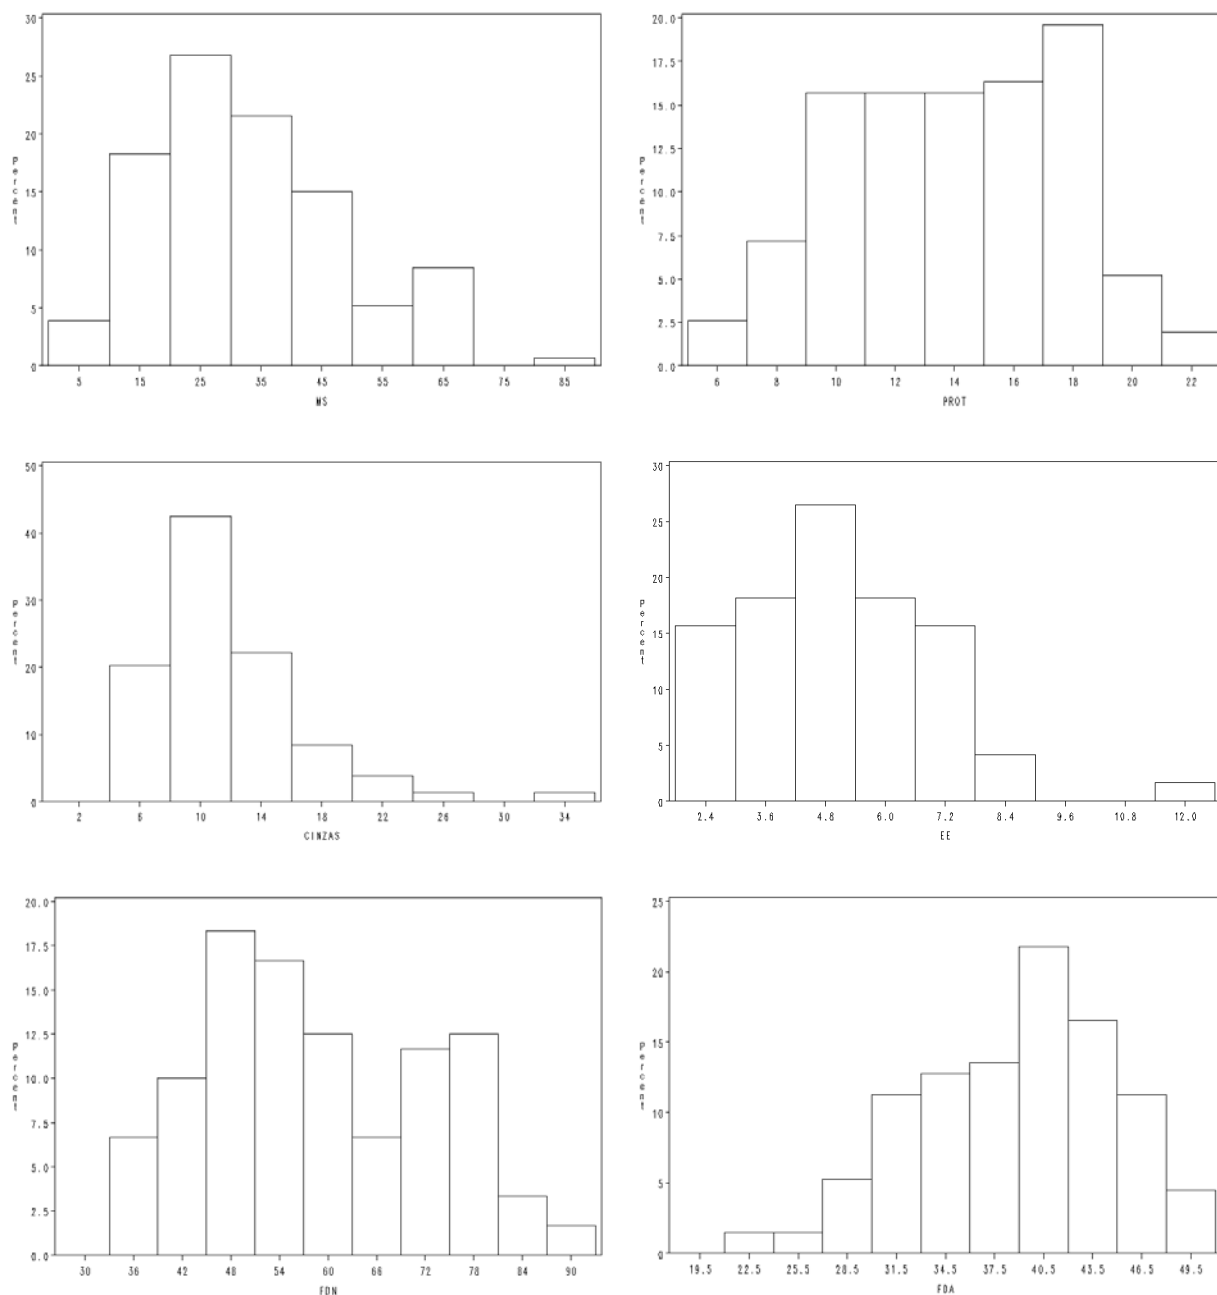 30
25
20
15
10
5
0
Percent
5 15 25 35 45 55 65 75 85
MS
20.0
17.5
15.0
12.5
10.0
7.5
5.0
2.5
0.0
Percent
6 8 10 12 14 16 18 20 22
PROT
50
40
30
20
10
0
Percent
2 6 10 14 18 22 26 30 34
CINZAS
30
25
20
15
10
5
0
Percent
2.4 3.6 4.8 6.0 7.2 8.4 9.6 10.8 12.0
EE
20.0
17.5
15.0
12.5
10.0
7.5
5.0
2.5
0.0
Percent
30 36 42 48 54 60 66 72 78 84 90
FDN
25
20
15
10
5
0
Percent
19.5 22.5 25.5 28.5 31.5 34.5 37.5 40.5 43.5 46.5 49.5
FDA